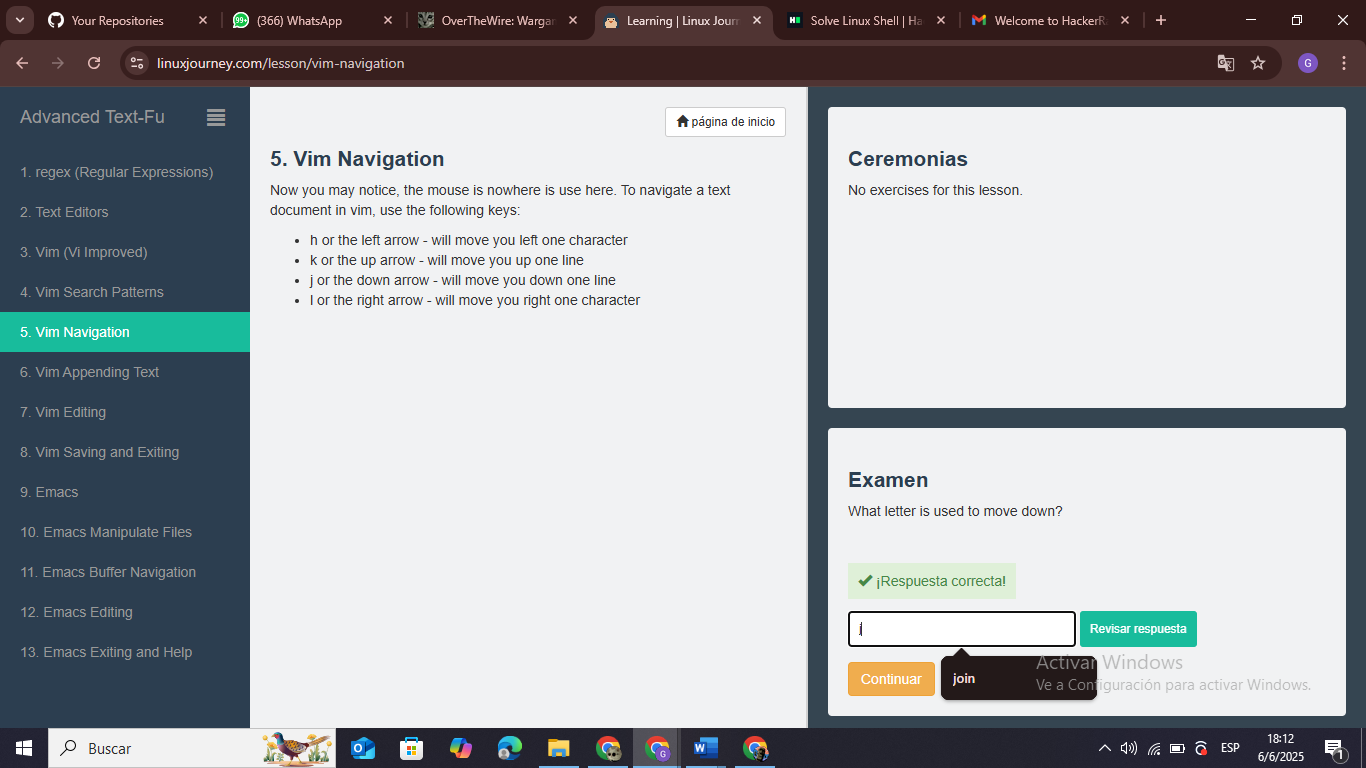 Your Repositories
(366) WhatsApp
OverTheWire: Wargar
Learning | Linux Jour
Solve Linux Shell | Ha
Welcome to HackerR
linuxjourney.com/lesson/vim-navigation
G
Advanced Text-Fu
1. regex (Regular Expressions)
2. Text Editors
3. Vim (Vi Improved)
4. Vim Search Patterns
5. Vim Navigation
6. Vim Appending Text
7. Vim Editing
8. Vim Saving and Exiting
9. Emacs
10. Emacs Manipulate Files
11. Emacs Buffer Navigation
12. Emacs Editing
13. Emacs Exiting and Help
página de inicio
5. Vim Navigation
Now you may notice, the mouse is nowhere is use here. To navigate a text
document in vim, use the following keys:
• h or the left arrow - will move you left one character
• k or the up arrow - will move you up one line
• j or the down arrow - will move you down one line
• l or the right arrow - will move you right one character
Ceremonias
No exercises for this lesson.
Examen
What letter is used to move down?
¡Respuesta correcta!
j
Revisar respuesta
Continuar
join
Activar Windows
Ve a Configuración para activar Windows.
Buscar
ESP
18:12
6/6/2025
1